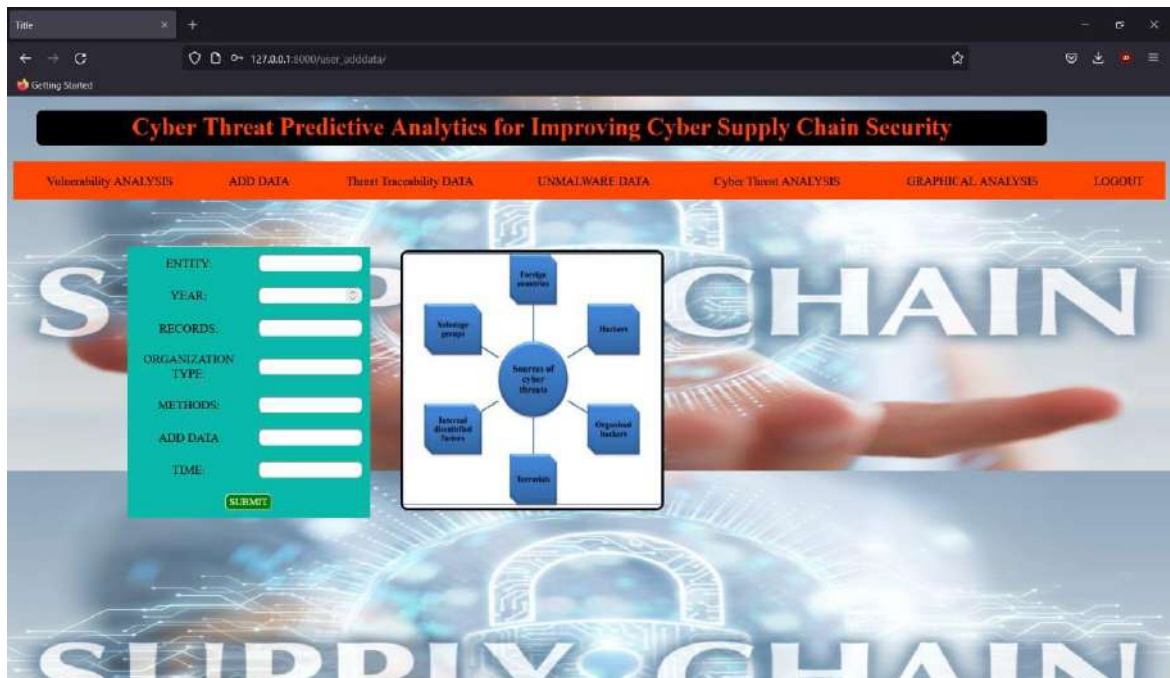 Title
127.0.0.1:8000/user_adddata/
Getting Started
Cyber Threat Predictive Analytics for Improving Cyber Supply Chain Security
Vulnerability ANALYSIS ADD DATA Threat Traceability DATA UNMALWARE DATA Cyber Threat ANALYSIS GRAPHICAL ANALYSIS LOGOUT
ENTITY:
YEAR:
RECORDS:
ORGANIZATION
TYPE:
METHODS:
ADD DATA
TIME:
SUBMIT
Foreign
countries
Sabotage
groups
Hackers
Sources of
cyber
threats
Internal
dissatisfied
factors
Organised
hackers
Terrorists
CHAIN
SUPPLY CHAIN